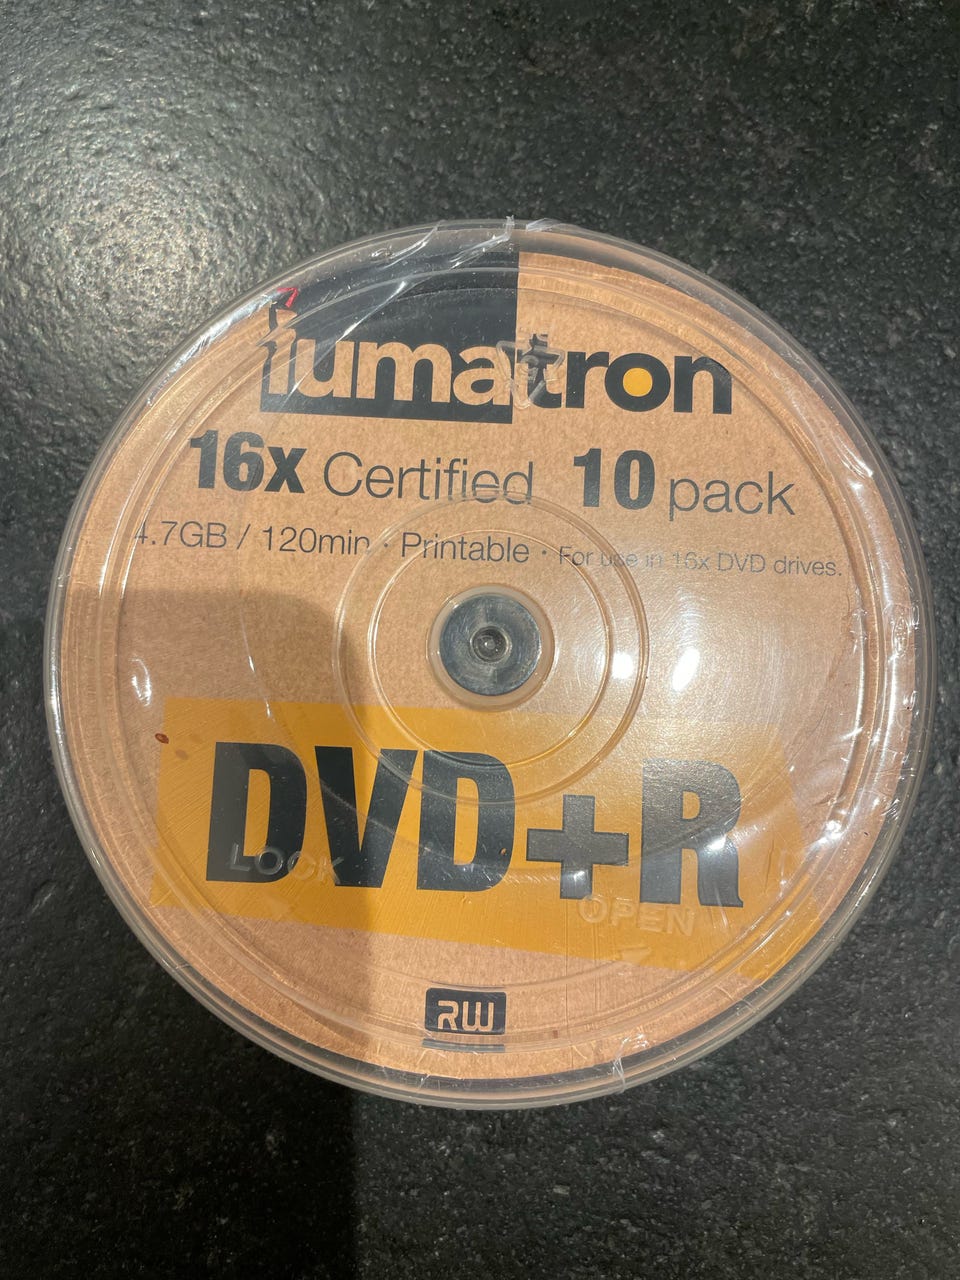 lumatron
16x Certified 10 pack
4.7GB / 120min · Printable · For use in 16x DVD drives.
DVD+R
LOCK
OPEN
RW